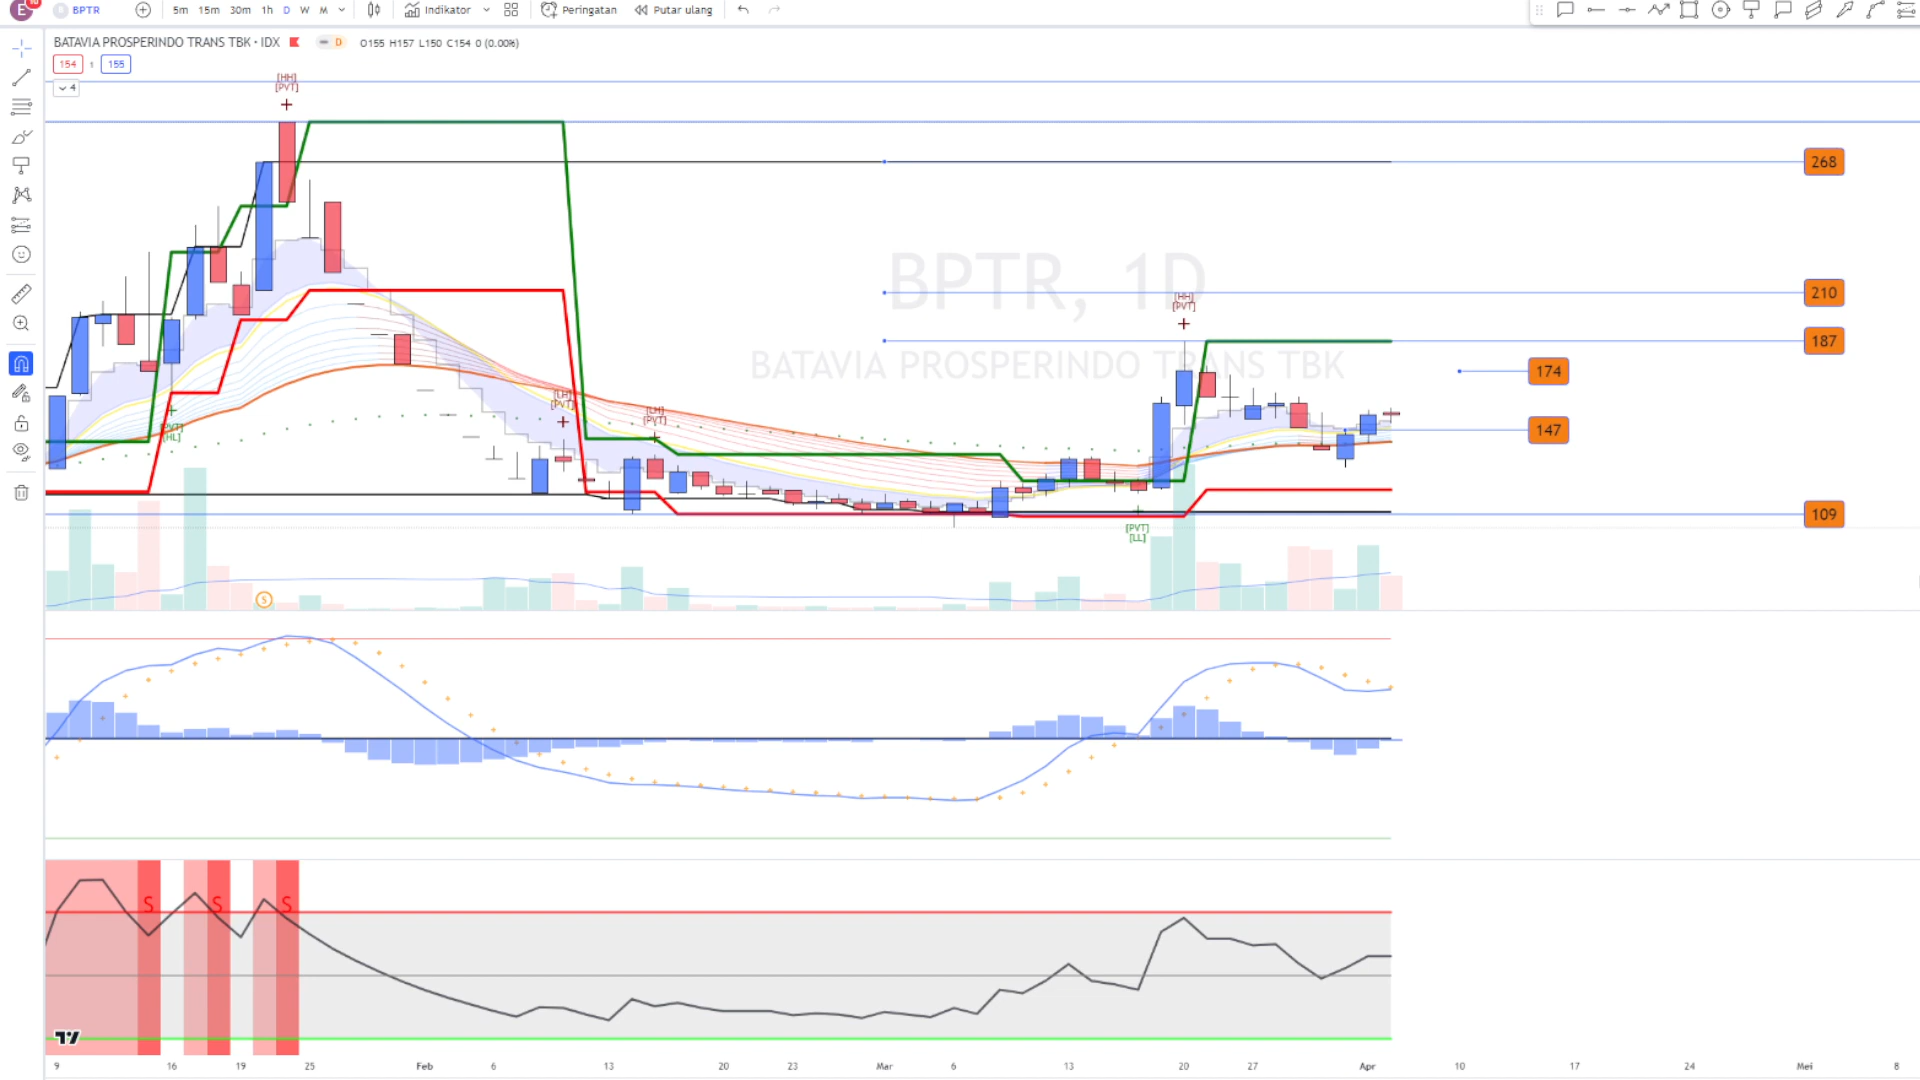 E 10 BPTR 5m 15m 30m 1h D W M Indikator Peringatan Putar ulang
BATAVIA PROSPERINDO TRANS TBK · IDX D O155 H157 L150 C154 0 (0.00%)
154 1 155
4
[HH]
[PVT]
268
BPTR, 1D
210
[HH]
[PVT]
187
BATAVIA PROSPERINDO TRANS TBK
174
[LH]
[PVT]
[LH]
[PVT]
[PVT]
[HL]
147
109
[PVT]
[LL]
S
S S S
9 16 19 25 Feb 6 13 20 23 Mar 6 13 20 27 Apr 10 17 24 Mei 8